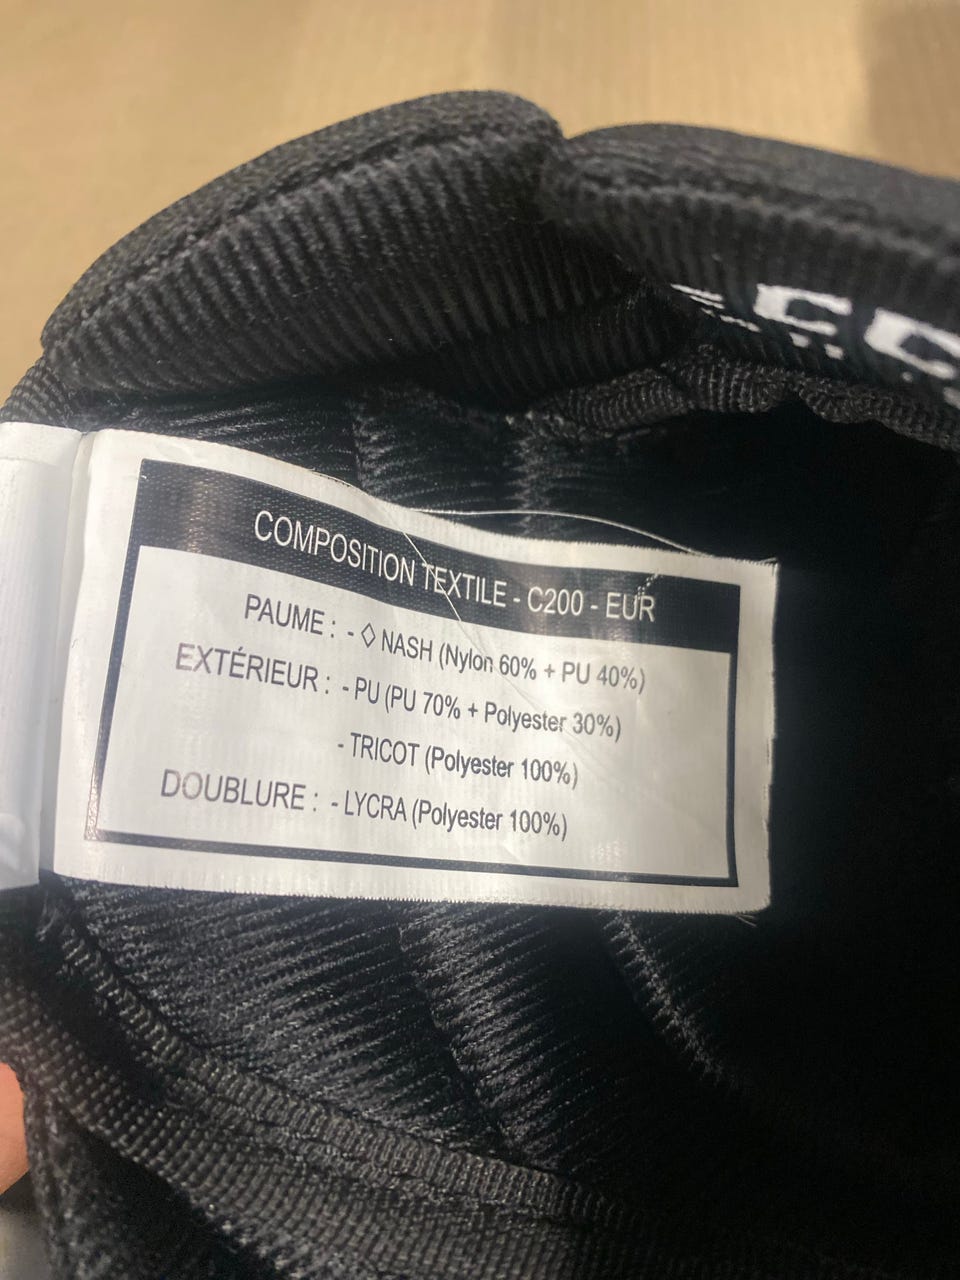 COMPOSITION TEXTILE - C200 - EUR
PAUME : - ◊ NASH (Nylon 60% + PU 40%)
EXTÉRIEUR : - PU (PU 70% + Polyester 30%)
- TRICOT (Polyester 100%)
DOUBLURE : - LYCRA (Polyester 100%)